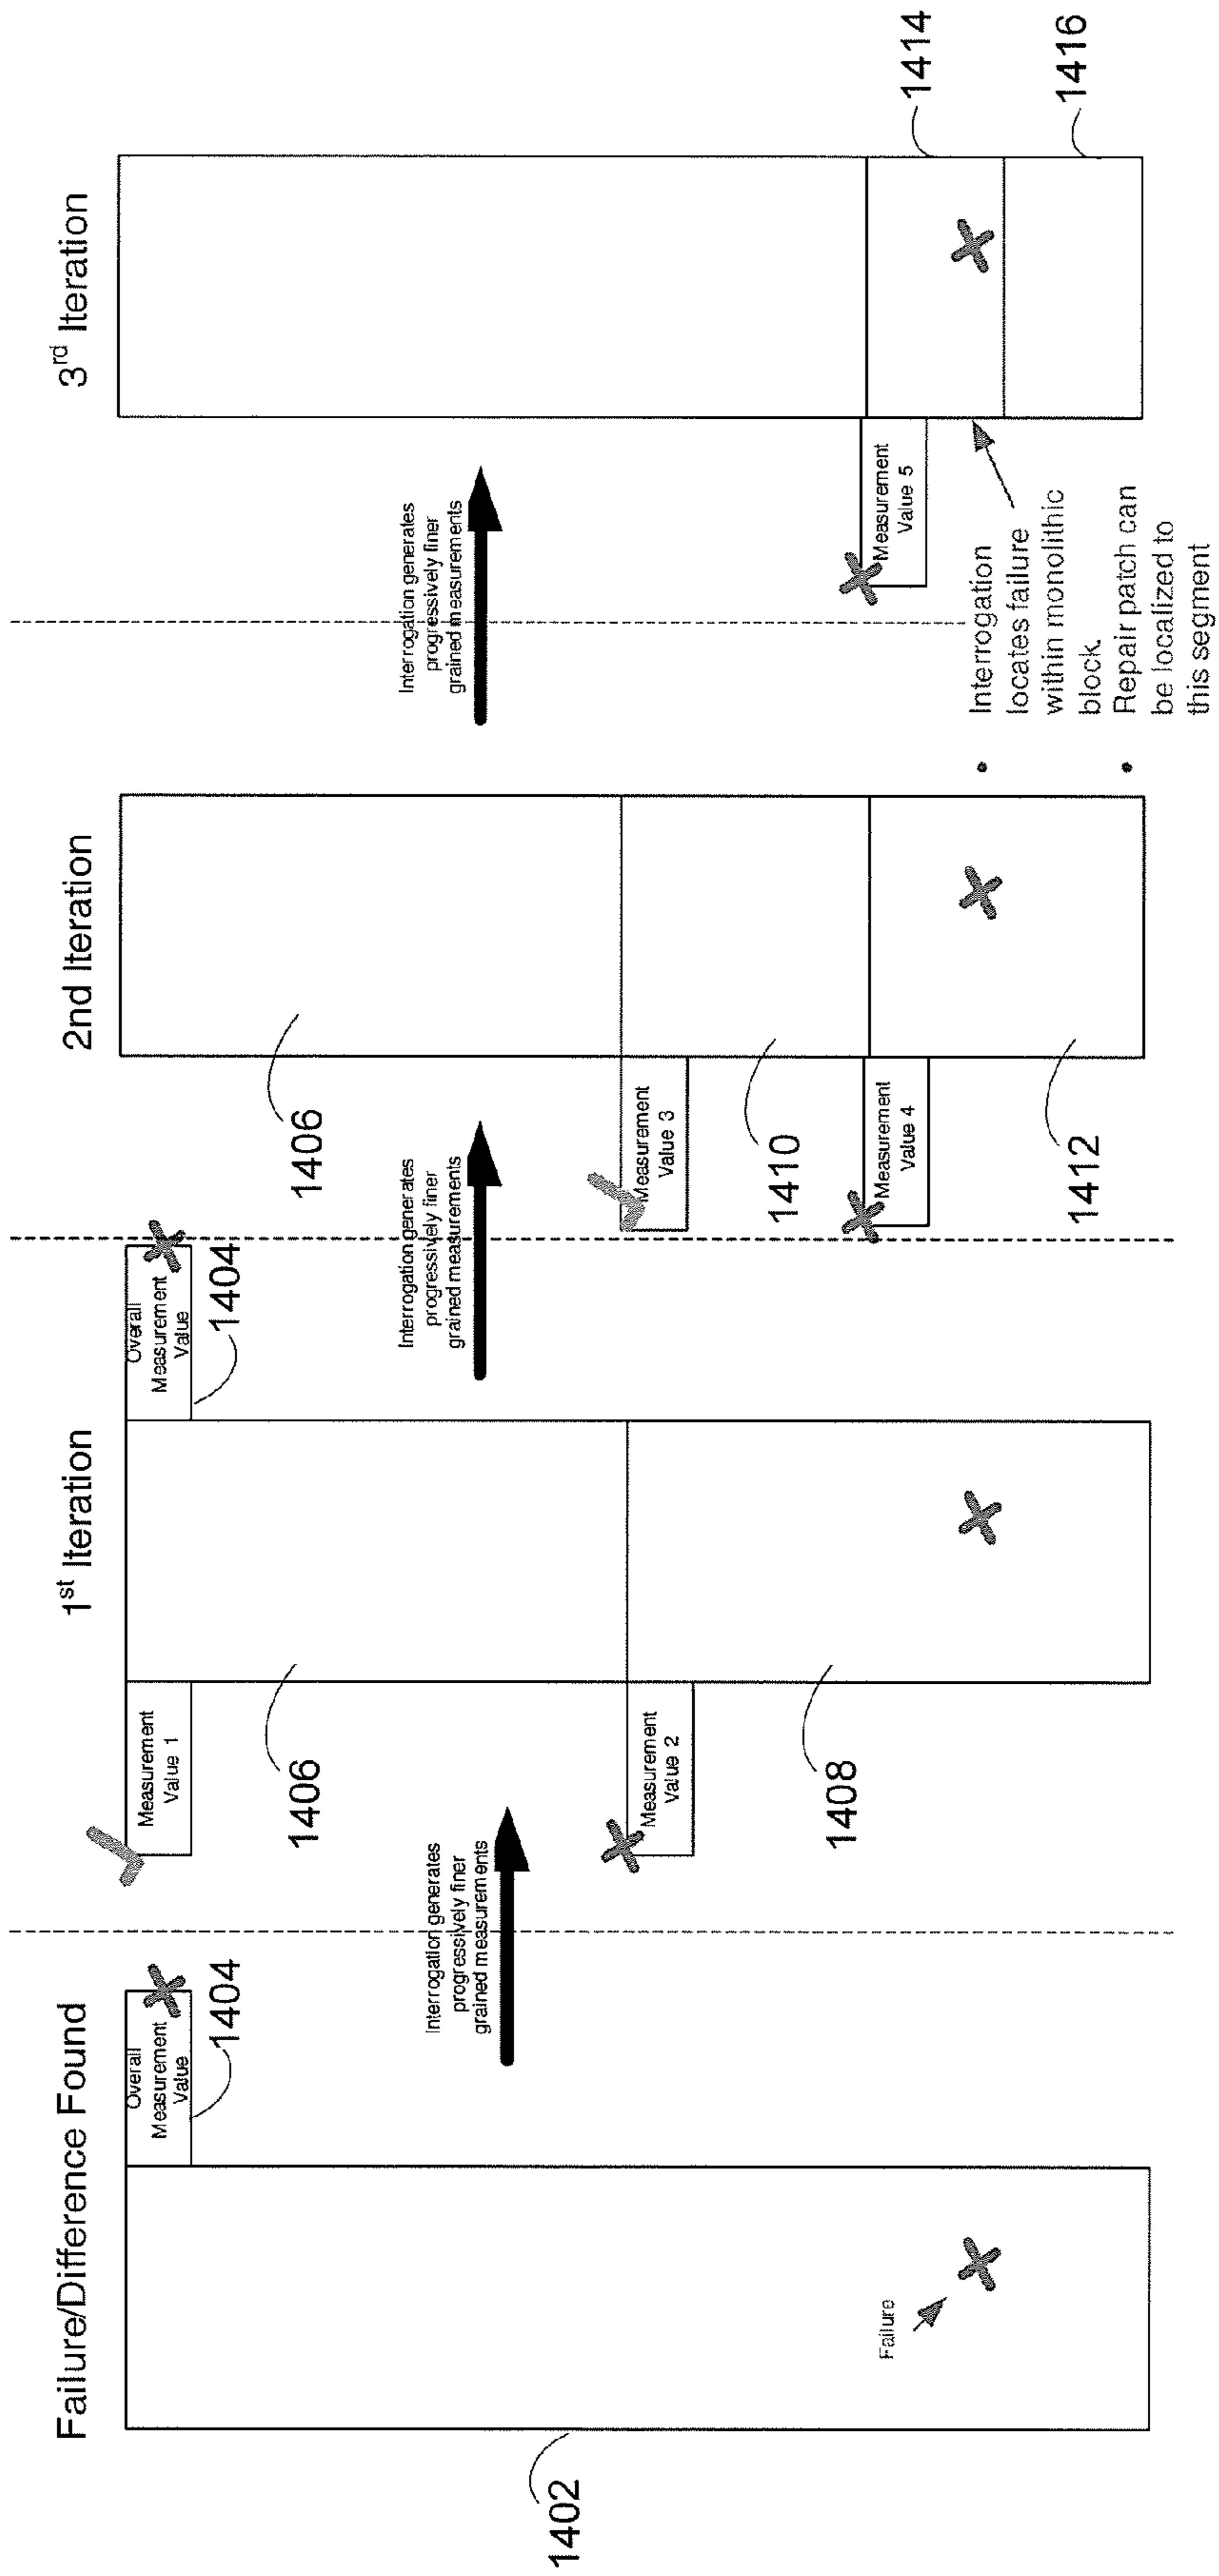 Failure/Difference Found
1402
Failure
Overall
Measurement
Value
1404
Interrogation generates
progressively finer
grained measurements
1st Iteration
Measurement
Value 1
1406
Measurement
Value 2
1408
Overall
Measurement
Value
1404
Interrogation generates
progressively finer
grained measurements
2nd Iteration
1406
Measurement
Value 3
1410
Measurement
Value 4
1412
Interrogation generates
progressively finer
grained measurements
3rd Iteration
Measurement
Value 5
1414
1416
• Interrogation
locates failure
within monolithic
block.
• Repair patch can
be localized to
this segment